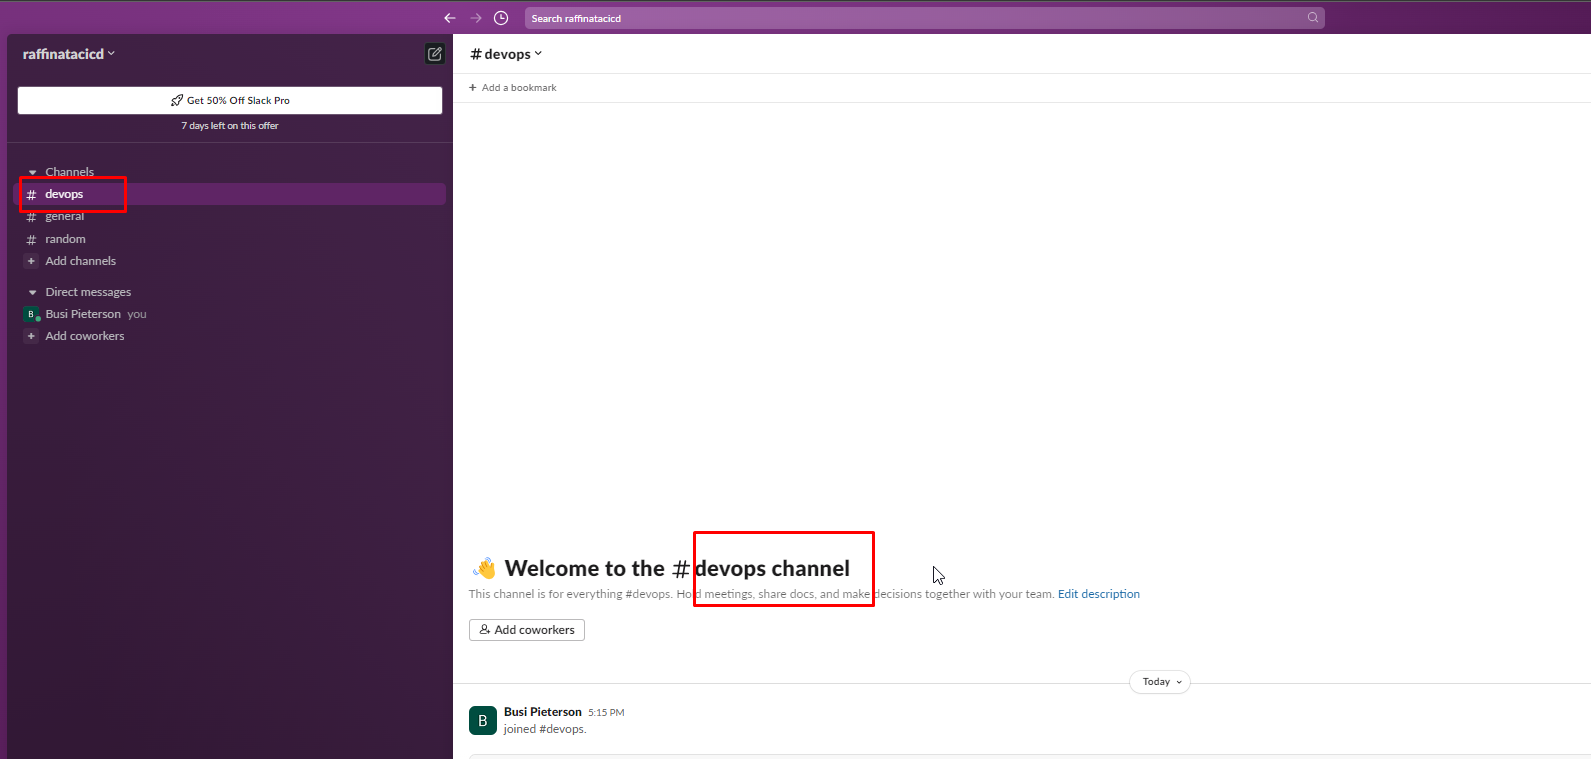 Search raffinatacicd
raffinatacicd
Get 50% Off Slack Pro
7 days left on this offer
Channels
# devops
# general
# random
+ Add channels
Direct messages
B Busi Pieterson you
+ Add coworkers
# devops
+ Add a bookmark
👋 Welcome to the # devops channel
This channel is for everything #devops. Hold meetings, share docs, and make decisions together with your team. Edit description
Add coworkers
Today
B Busi Pieterson 5:15 PM
joined #devops.